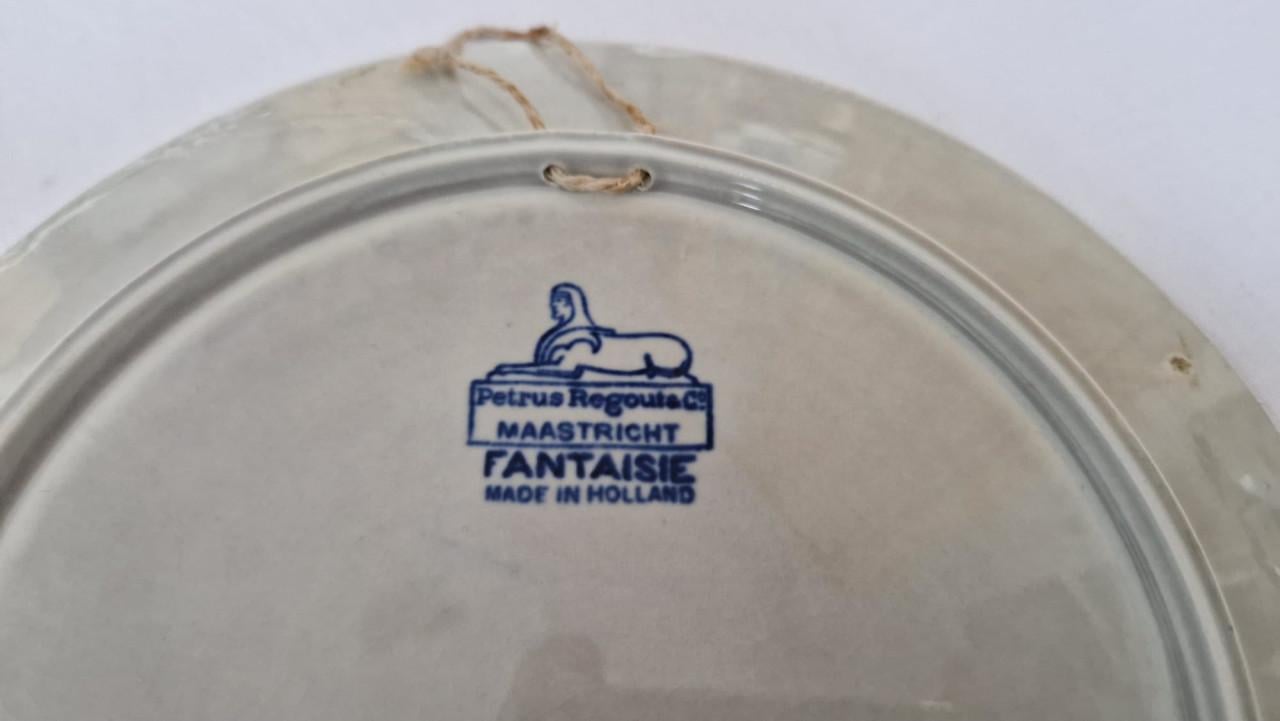 Petrus Regout & Co
MAASTRICHT
FANTAISIE
MADE IN HOLLAND